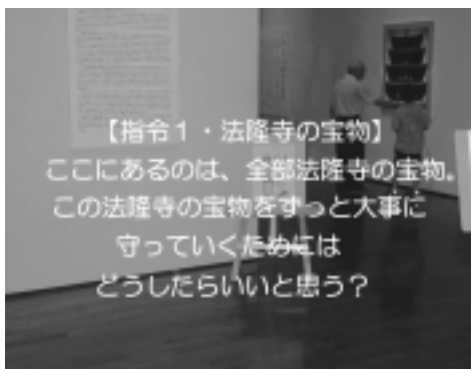 【指令1・法隆寺の宝物】
ここにあるのは、全部法隆寺の宝物。
この法隆寺の宝物をずっと大事に
守っていくためには
どうしたらいいと思う？